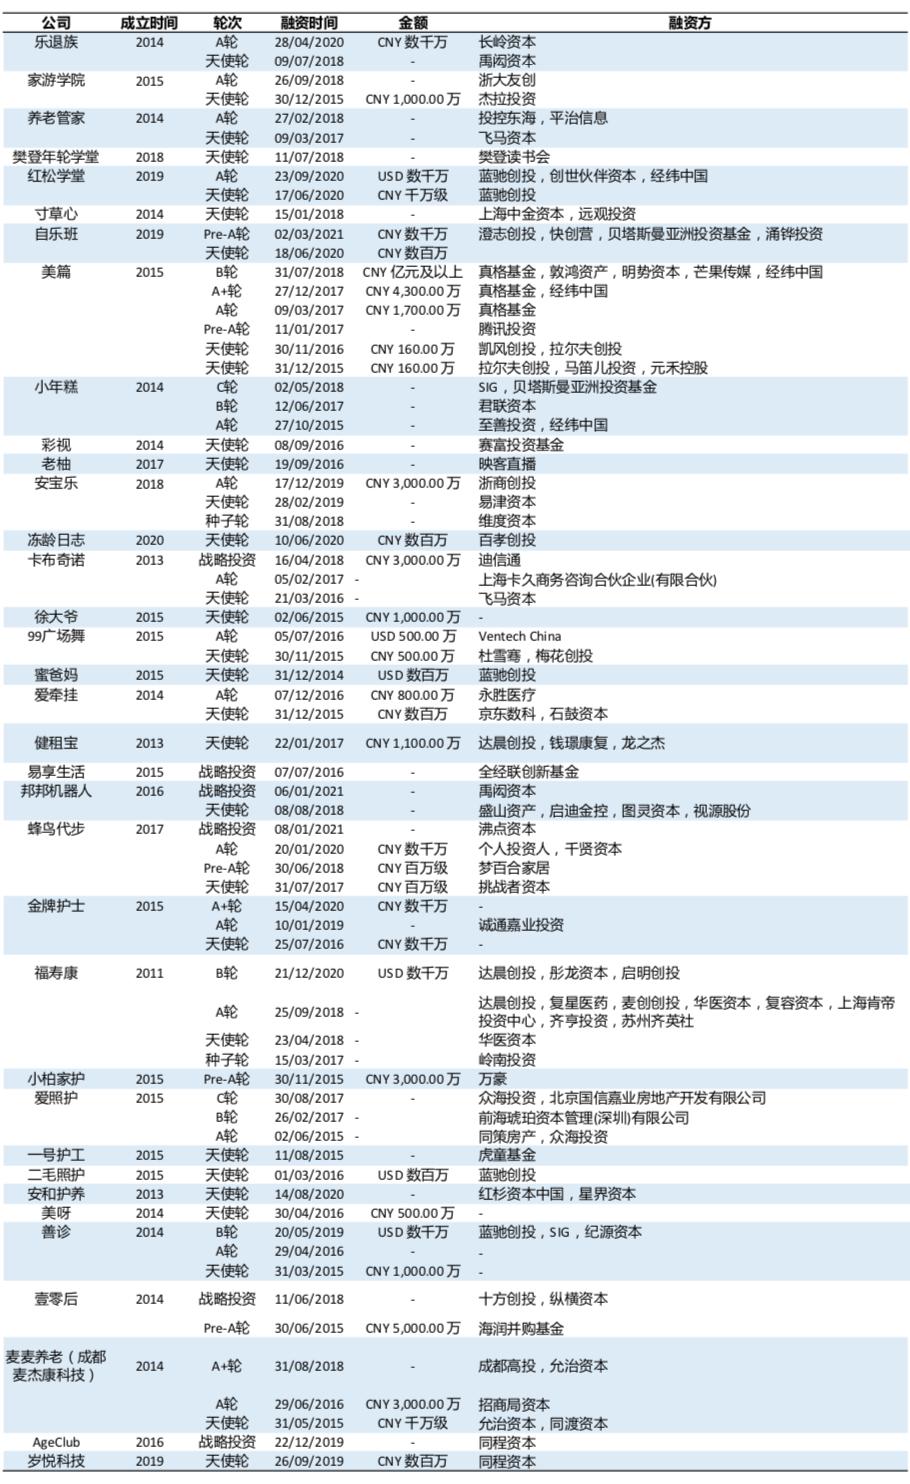 公司 成立时间 轮次 融资时间 金额 融资方
乐退族 2014 A轮 28/04/2020 CNY 数千万 长岭资本
天使轮 09/07/2018 - 禹闳资本
家游学院 2015 A轮 26/09/2018 - 浙大友创
天使轮 30/12/2015 CNY 1,000.00 万 杰拉投资
养老管家 2014 A轮 27/02/2018 - 投控东海，平治信息
天使轮 09/03/2017 - 飞马资本
樊登年轮学堂 2018 天使轮 11/07/2018 - 樊登读书会
红松学堂 2019 A轮 23/09/2020 USD 数千万 蓝驰创投，创世伙伴资本，经纬中国
天使轮 17/06/2020 CNY 千万级 蓝驰创投
寸草心 2014 天使轮 15/01/2018 - 上海中金资本，远观投资
自乐班 2019 Pre-A轮 02/03/2021 CNY 数千万 澄志创投，快创营，贝塔斯曼亚洲投资基金，涌铧投资
天使轮 18/06/2020 CNY 数百万
美篇 2015 B轮 31/07/2018 CNY 亿元及以上 真格基金，敦鸿资产，明势资本，芒果传媒，经纬中国
A+轮 27/12/2017 CNY 4,300.00 万 真格基金，经纬中国
A轮 09/03/2017 CNY 1,700.00 万 真格基金
Pre-A轮 11/01/2017 - 腾讯投资
天使轮 30/11/2016 CNY 160.00 万 凯风创投，拉尔夫创投
天使轮 31/12/2015 CNY 160.00 万 拉尔夫创投，马笛儿投资，元禾控股
小年糕 2014 C轮 02/05/2018 - SIG，贝塔斯曼亚洲投资基金
B轮 12/06/2017 - 君联资本
A轮 27/10/2015 - 至善投资，经纬中国
彩视 2014 天使轮 08/09/2016 - 赛富投资基金
老柚 2017 天使轮 19/09/2016 - 映客直播
安宝乐 2018 A轮 17/12/2019 CNY 3,000.00 万 浙商创投
天使轮 28/02/2019 - 易津资本
种子轮 31/08/2018 - 维度资本
冻龄日志 2020 天使轮 10/06/2020 CNY 数百万 百孝创投
卡布奇诺 2013 战略投资 16/04/2018 CNY 3,000.00 万 迪信通
A轮 05/02/2017 - 上海卡久商务咨询合伙企业(有限合伙)
天使轮 21/03/2016 - 飞马资本
徐大爷 2015 天使轮 02/06/2015 CNY 1,000.00 万 -
99广场舞 2015 A轮 05/07/2016 USD 500.00 万 Ventech China
天使轮 30/11/2015 CNY 500.00 万 杜雪骞，梅花创投
蜜爸妈 2015 天使轮 31/12/2014 USD 数百万 蓝驰创投
爱牵挂 2014 A轮 07/12/2016 CNY 800.00 万 永胜医疗
天使轮 31/12/2015 CNY 数百万 京东数科，石鼓资本
健租宝 2013 天使轮 22/01/2017 CNY 1,100.00 万 达晨创投，钱璟康复，龙之杰
易享生活 2015 战略投资 07/07/2016 - 全经联创新基金
邦邦机器人 2016 战略投资 06/01/2021 - 禹闳资本
天使轮 08/08/2018 - 盛山资产，启迪金控，图灵资本，视源股份
蜂鸟代步 2017 战略投资 08/01/2021 - 沸点资本
A轮 20/01/2020 CNY 数千万 个人投资人，干贤资本
Pre-A轮 30/06/2018 CNY 百万级 梦百合家居
天使轮 31/07/2017 CNY 百万级 挑战者资本
金牌护士 2015 A+轮 15/04/2020 CNY 数千万 -
A轮 10/01/2019 - 诚通嘉业投资
天使轮 25/07/2016 CNY 数千万 -
福寿康 2011 B轮 21/12/2020 USD 数千万 达晨创投，彤龙资本，启明创投
A轮 25/09/2018 - 达晨创投，复星医药，麦创创投，华医资本，复容资本，上海肯帝
投资中心，齐亨投资，苏州齐英社
天使轮 23/04/2018 - 华医资本
种子轮 15/03/2017 - 岭南投资
小柏家护 2015 Pre-A轮 30/11/2015 CNY 3,000.00 万 万豪
爱照护 2015 C轮 30/08/2017 - 众海投资，北京国信嘉业房地产开发有限公司
B轮 26/02/2017 - 前海琥珀资本管理(深圳)有限公司
A轮 02/06/2015 - 同策房产，众海投资
一号护工 2015 天使轮 11/08/2015 - 虎童基金
二毛照护 2015 天使轮 01/03/2016 USD 数百万 蓝驰创投
安和护养 2013 天使轮 14/08/2020 - 红杉资本中国，星界资本
美呀 2014 天使轮 30/04/2016 CNY 500.00 万 -
善诊 2014 B轮 20/05/2019 USD 数千万 蓝驰创投，SIG，纪源资本
A轮 29/04/2016 - -
天使轮 31/03/2015 CNY 1,000.00 万 -
壹零后 2014 战略投资 11/06/2018 - 十方创投，纵横资本
Pre-A轮 30/06/2015 CNY 5,000.00 万 海润并购基金
麦麦养老（成都
麦杰康科技） 2014 A+轮 31/08/2018 - 成都高投，允治资本
A轮 29/06/2016 CNY 3,000.00 万 招商局资本
天使轮 31/05/2015 CNY 千万级 允治资本，同渡资本
AgeClub 2016 战略投资 22/12/2019 - 同程资本
岁悦科技 2019 天使轮 26/09/2019 CNY 数百万 同程资本